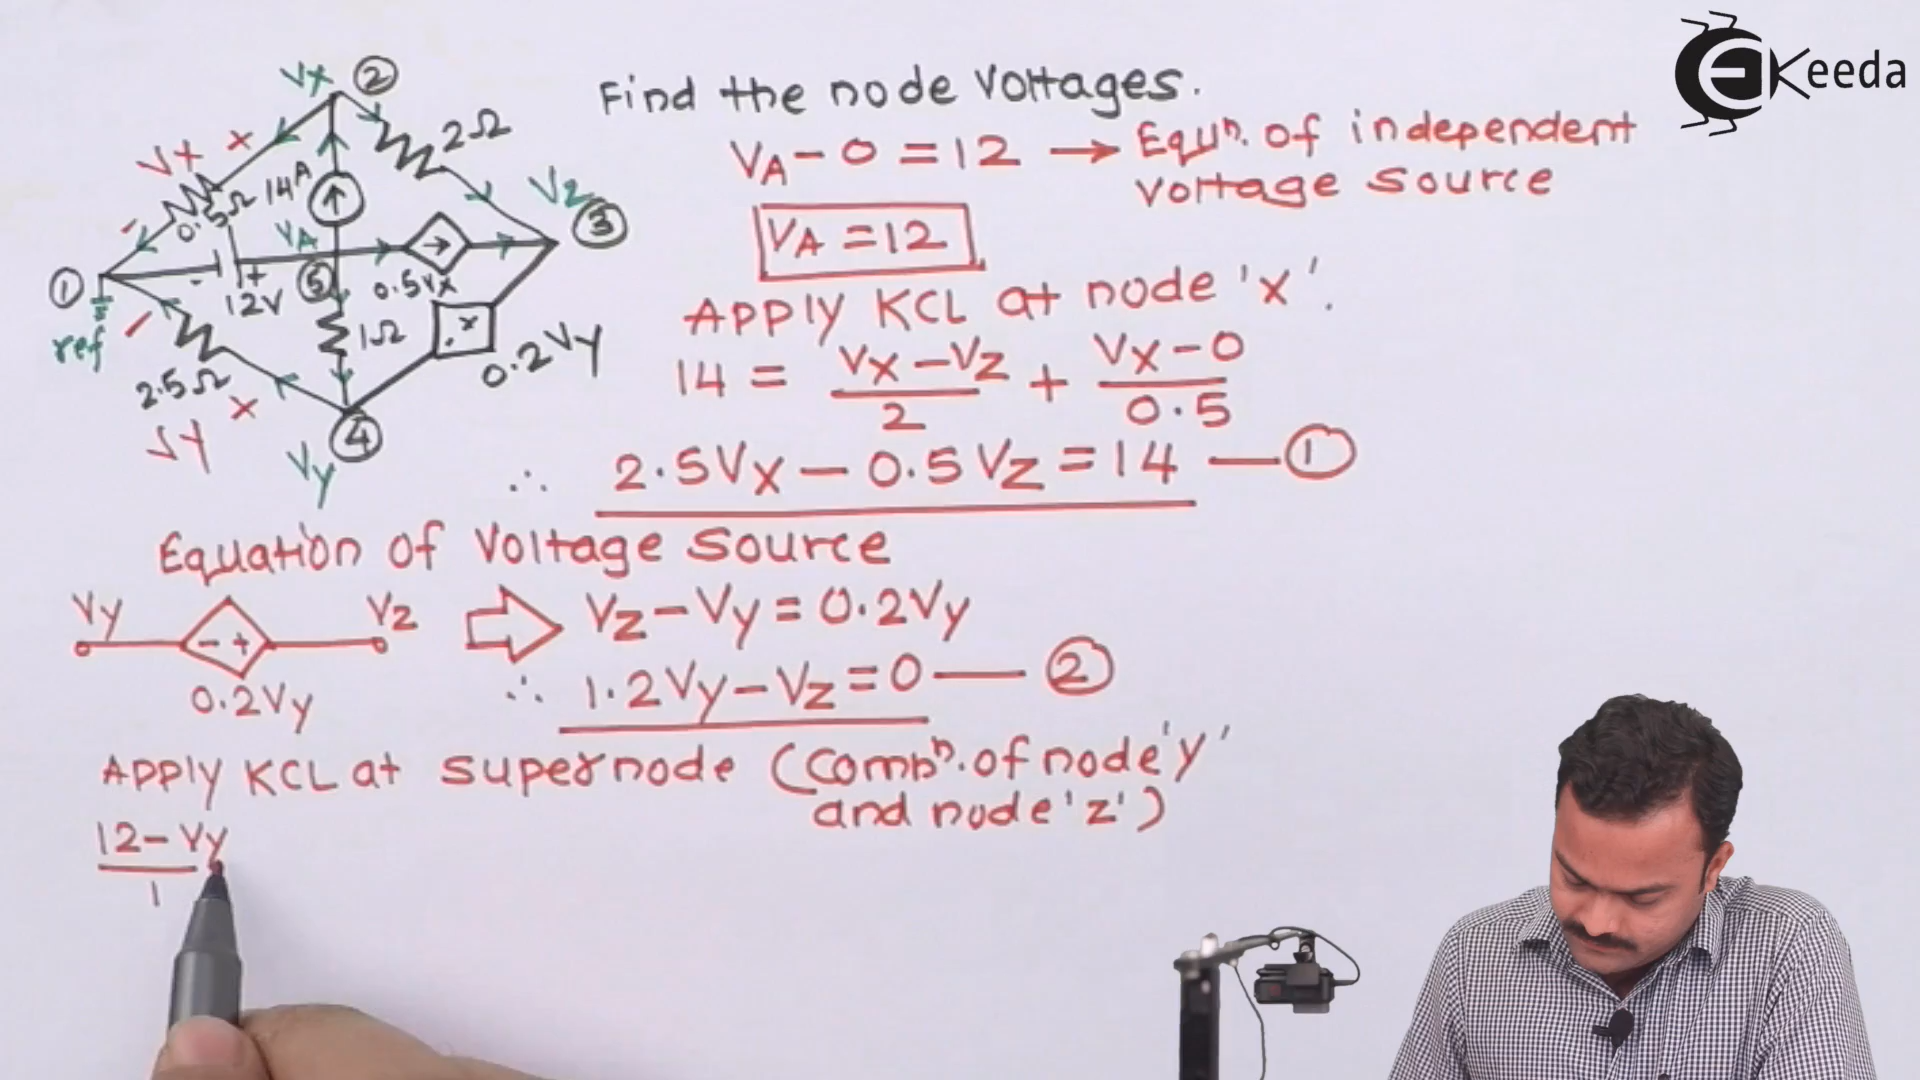 Keeda
Find the node voltages.
VA - 0 = 12 → Equⁿ. of independent
voltage source
VA = 12
Apply KCL at node 'x'.
14 = (Vx - Vz)/2 + (Vx - 0)/0.5
∴ 2.5Vx - 0.5Vz = 14 — ①
Vx ②
2Ω
V+ x
14A
0.5Ω
VA
Vz ③
①
- +
12V
⑤
0.5Vx
ref
1Ω
0.2Vy
2.5Ω
x
④
Vy
Equation of Voltage Source
Vy Vz
- +
0.2Vy
Vz - Vy = 0.2Vy
∴ 1.2Vy - Vz = 0 — ②
Apply KCL at supernode (Combⁿ. of node 'y'
and node 'z')
12 - Vy
1